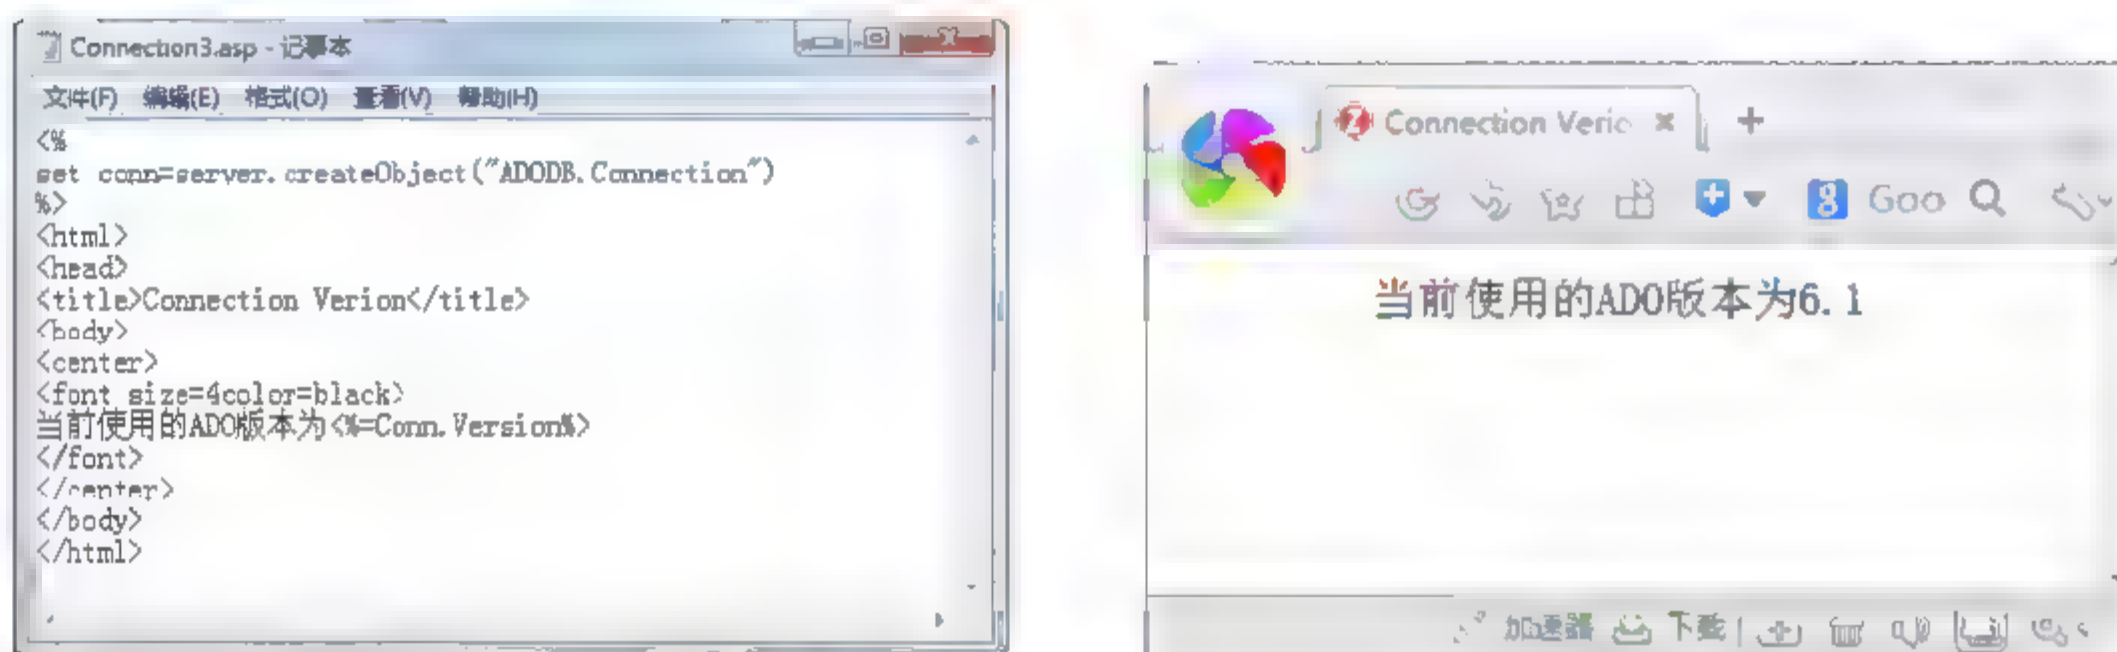 Connection3.asp - 记事本
文件(F) 编辑(E) 格式(O) 查看(V) 帮助(H)
<%
set conn=server.createObject("ADODB.Connection")
%>
<html>
<head>
<title>Connection Verion</title>
<body>
<center>
<font size=4color=black>
当前使用的ADO版本为<%=Conn.Version%>
</font>
</center>
</body>
</html>
Connection Verio
Goo
当前使用的ADO版本为6.1
加速器 下载